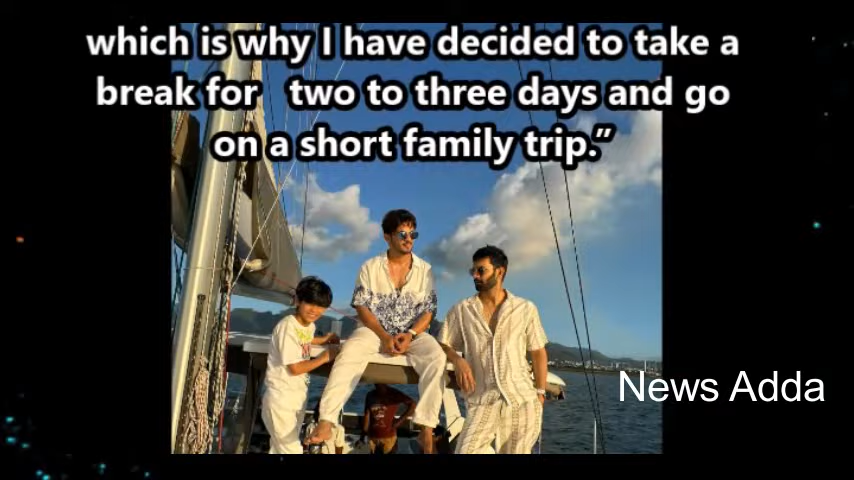 which is why I have decided to take a
break for two to three days and go
on a short family trip.”
News Adda